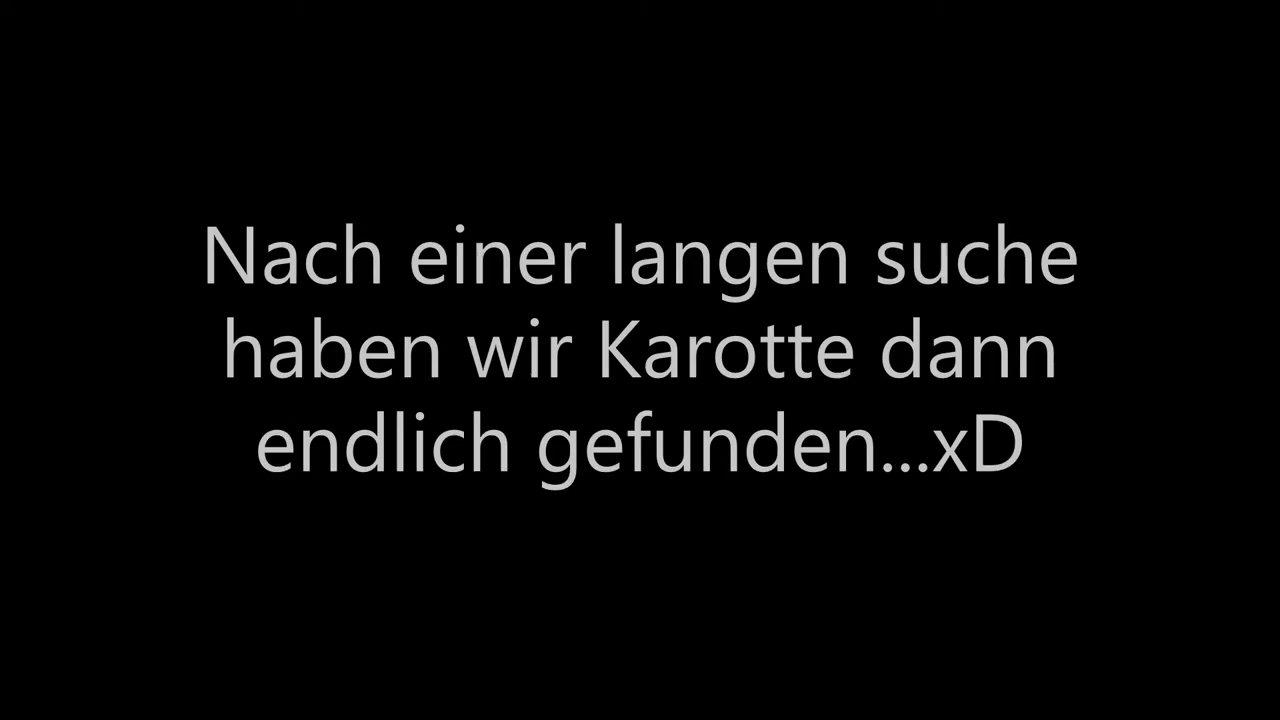 Nach einer langen suche
haben wir Karotte dann
endlich gefunden...xD